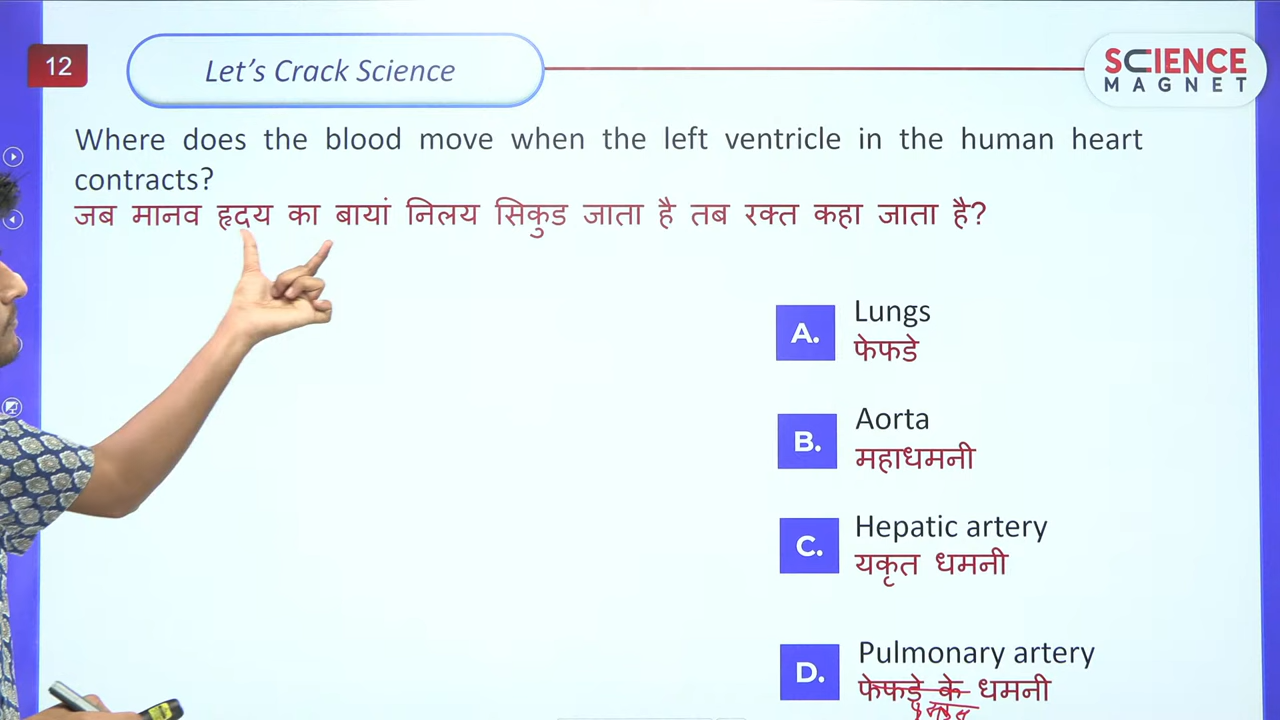 12
Let's Crack Science
SCIENCE
MAGNET
Where does the blood move when the left ventricle in the human heart
contracts?
जब मानव हृदय का बायां निलय सिकुड जाता है तब रक्त कहा जाता है?
A.
Lungs
फेफडे
B.
Aorta
महाधमनी
C.
Hepatic artery
यकृत धमनी
D.
Pulmonary artery
फेफड़े के धमनी